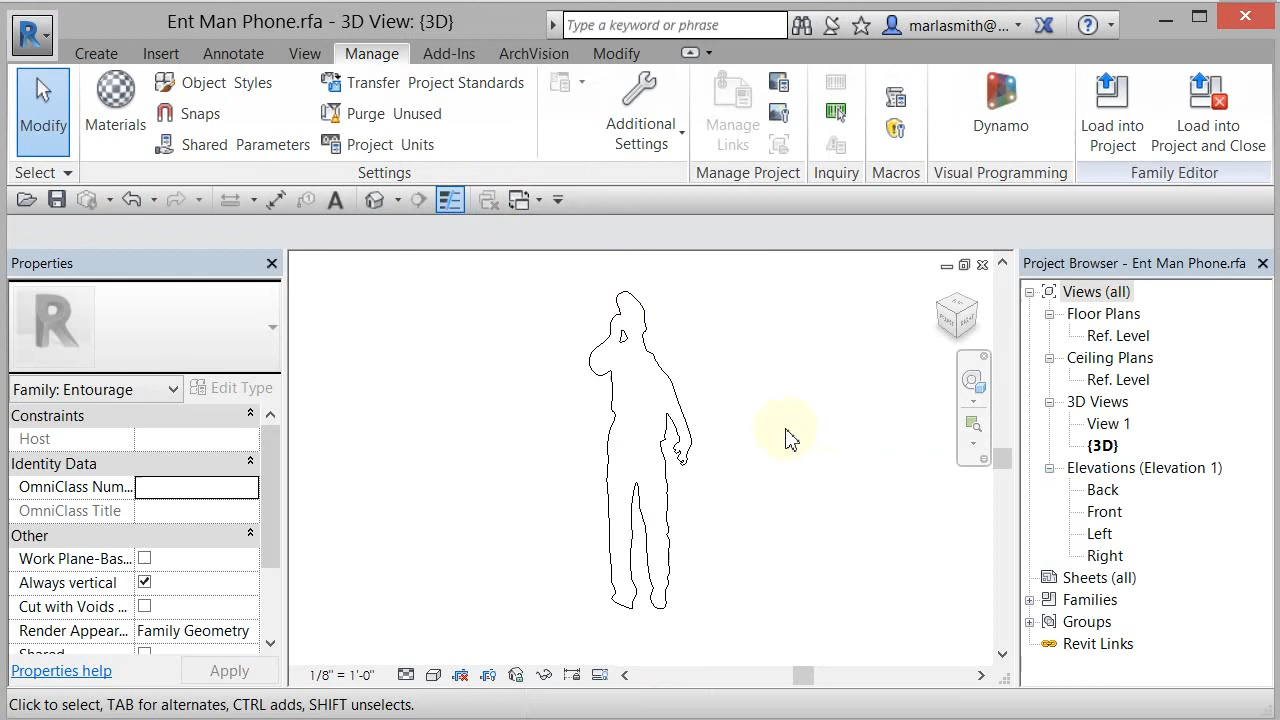 Ent Man Phone.rfa - 3D View: {3D}
Type a keyword or phrase
marlasmith@...
Create Insert Annotate View Manage Add-Ins ArchVision Modify
Modify
Materials
Object Styles
Snaps
Shared Parameters
Transfer Project Standards
Purge Unused
Project Units
Additional
Settings
Manage
Links
Dynamo
Load into
Project
Load into
Project and Close
Select
Settings
Manage Project
Inquiry
Macros
Visual Programming
Family Editor
Properties
R
Family: Entourage
Edit Type
Constraints
Host
Identity Data
OmniClass Num...
OmniClass Title
Other
Work Plane-Bas...
Always vertical
Cut with Voids ...
Render Appear... Family Geometry
Shared
Properties help
Apply
1/8" = 1'-0"
Project Browser - Ent Man Phone.rfa
Views (all)
Floor Plans
Ref. Level
Ceiling Plans
Ref. Level
3D Views
View 1
{3D}
Elevations (Elevation 1)
Back
Front
Left
Right
Sheets (all)
Families
Groups
Revit Links
Click to select, TAB for alternates, CTRL adds, SHIFT unselects.